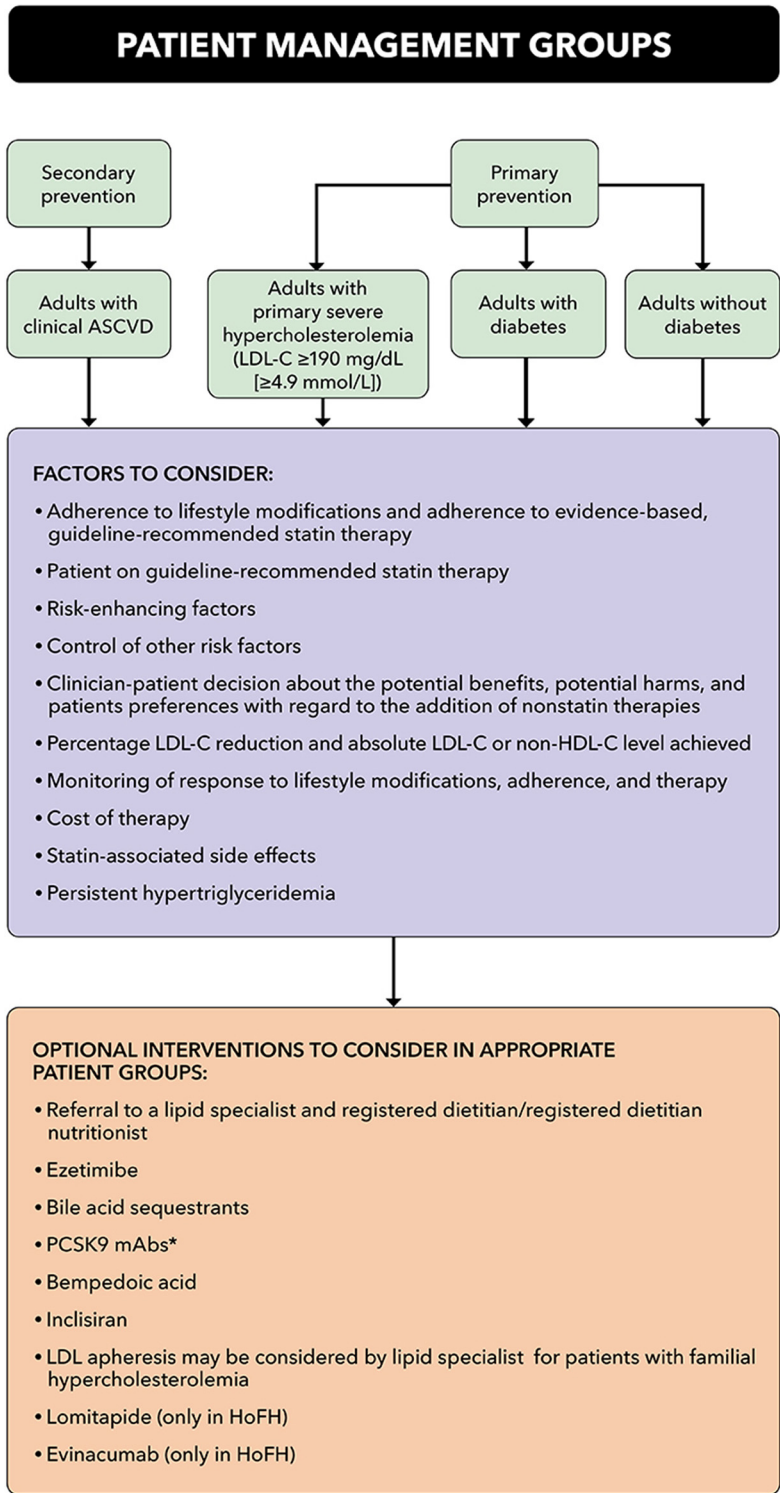 PATIENT MANAGEMENT GROUPS
Secondary
prevention
Primary
prevention
Adults with
clinical ASCVD
Adults with
primary severe
hypercholesterolemia
(LDL-C ≥190 mg/dL
[≥4.9 mmol/L])
Adults with
diabetes
Adults without
diabetes
FACTORS TO CONSIDER:
• Adherence to lifestyle modifications and adherence to evidence-based,
guideline-recommended statin therapy
• Patient on guideline-recommended statin therapy
• Risk-enhancing factors
• Control of other risk factors
• Clinician-patient decision about the potential benefits, potential harms, and
patients preferences with regard to the addition of nonstatin therapies
• Percentage LDL-C reduction and absolute LDL-C or non-HDL-C level achieved
• Monitoring of response to lifestyle modifications, adherence, and therapy
• Cost of therapy
• Statin-associated side effects
• Persistent hypertriglyceridemia
OPTIONAL INTERVENTIONS TO CONSIDER IN APPROPRIATE
PATIENT GROUPS:
• Referral to a lipid specialist and registered dietitian/registered dietitian
nutritionist
• Ezetimibe
• Bile acid sequestrants
• PCSK9 mAbs*
• Bempedoic acid
• Inclisiran
• LDL apheresis may be considered by lipid specialist for patients with familial
hypercholesterolemia
• Lomitapide (only in HoFH)
• Evinacumab (only in HoFH)